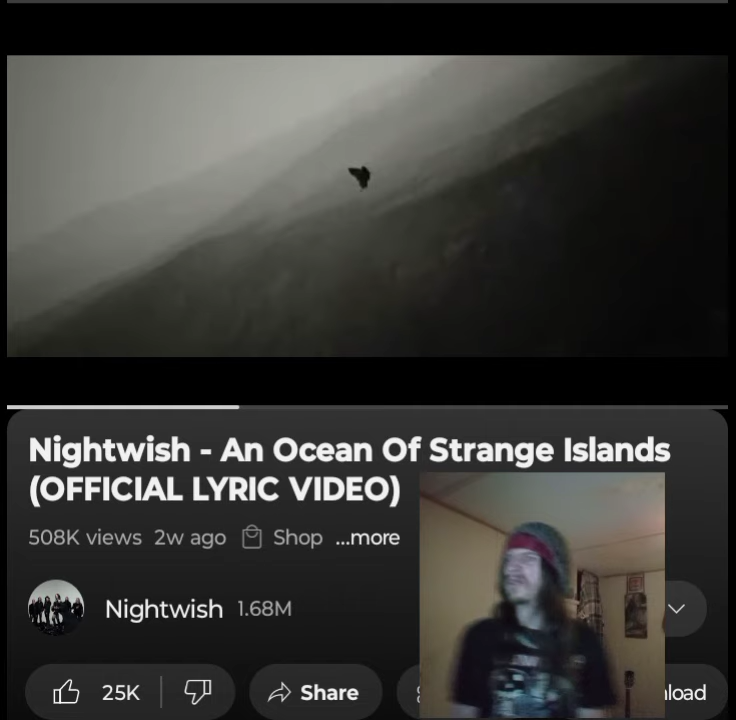 Nightwish - An Ocean Of Strange Islands
(OFFICIAL LYRIC VIDEO)
508K views 2w ago Shop ...more
Nightwish 1.68M
25K Share nload